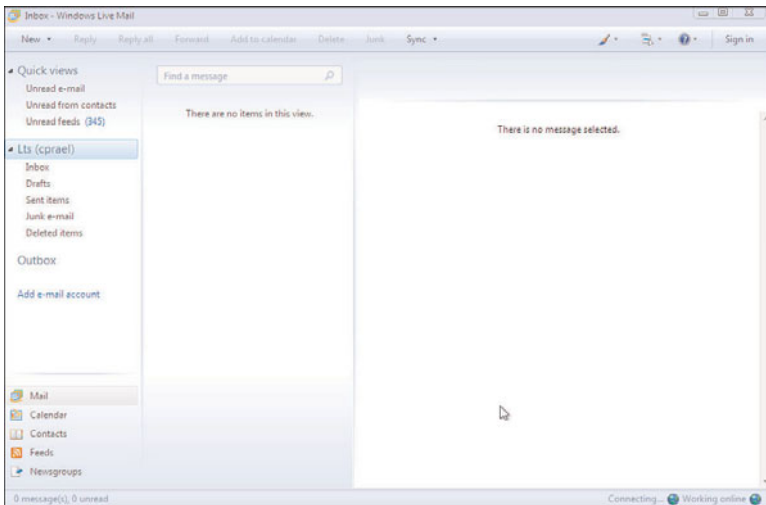 Inbox - Windows Live Mail
New Reply Reply all Forward Add to calendar Delete Junk Sync Sign in
Quick views
Unread e-mail
Unread from contacts
Unread feeds (345)
Lts (cprael)
Inbox
Drafts
Sent items
Junk e-mail
Deleted items
Outbox
Add e-mail account
Mail
Calendar
Contacts
Feeds
Newsgroups
Find a message
There are no items in this view.
There is no message selected.
0 message(s), 0 unread Connecting... Working online